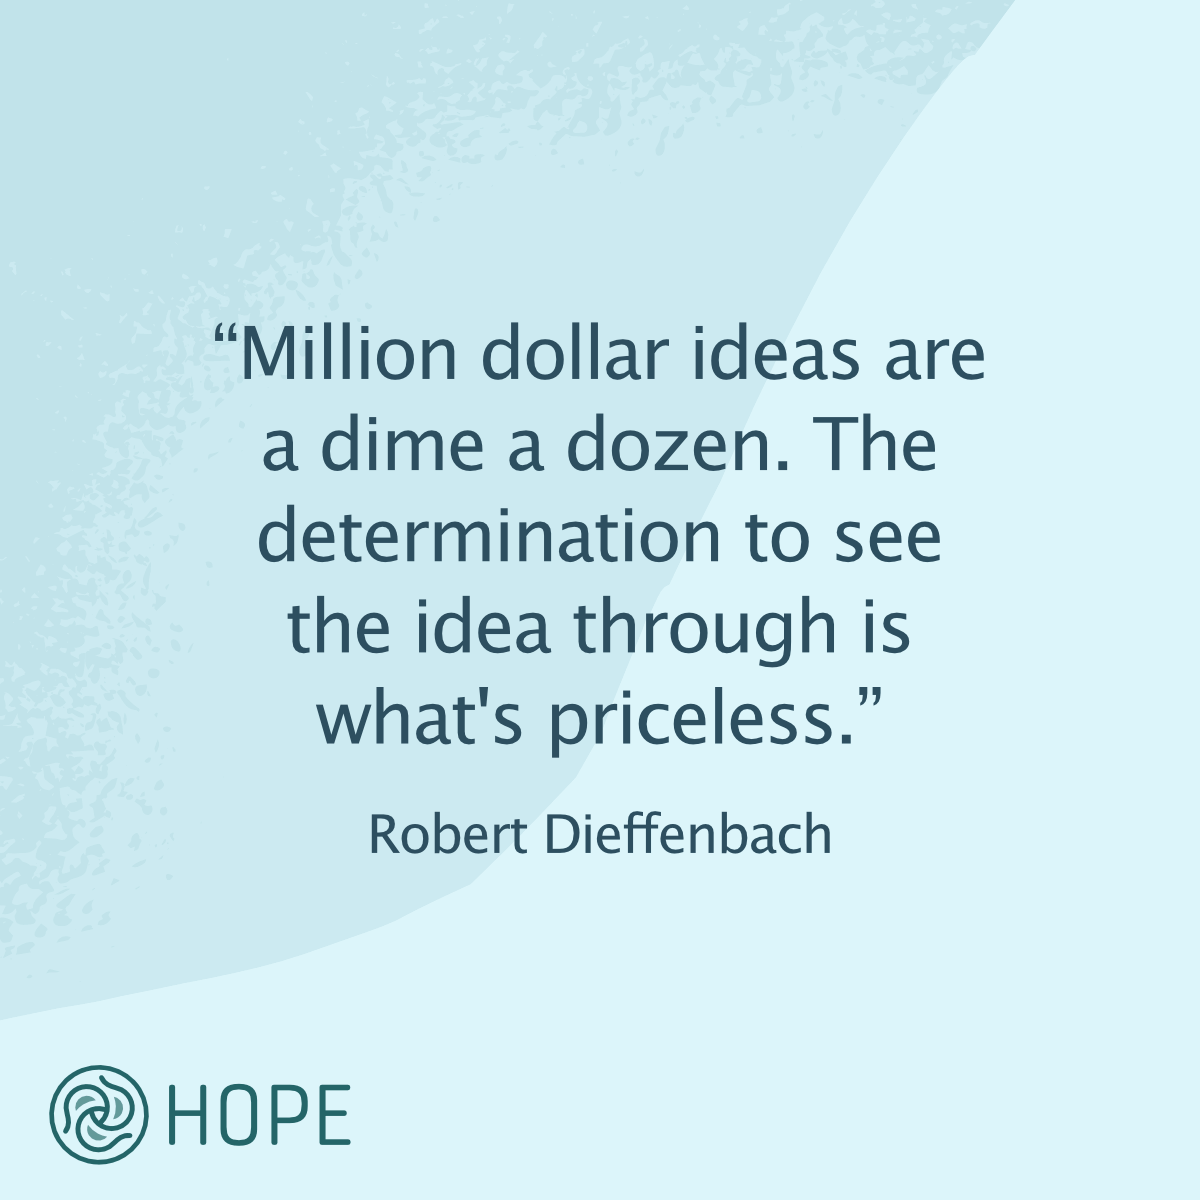 “Million dollar ideas are
a dime a dozen. The
determination to see
the idea through is
what's priceless.”
Robert Dieffenbach
HOPE